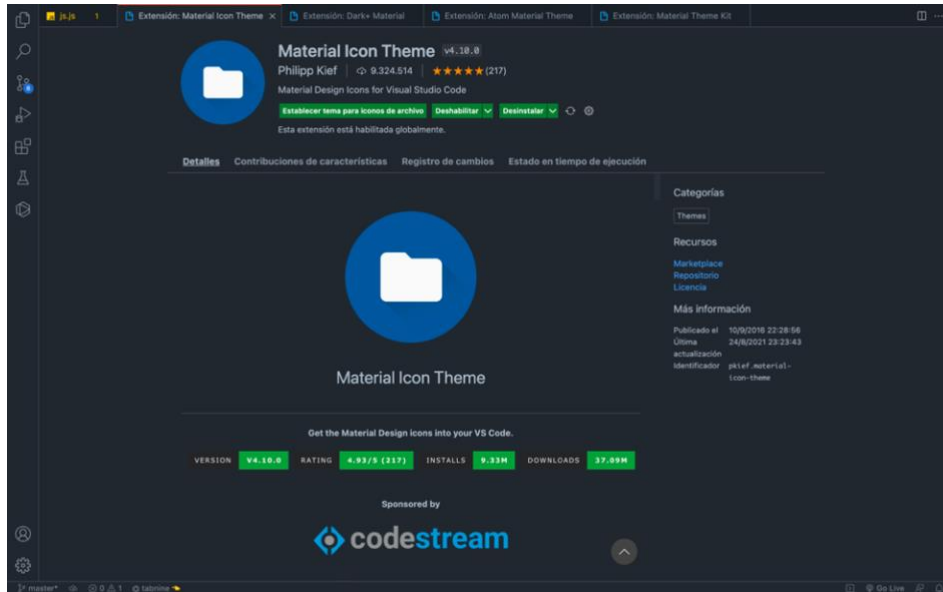 js.js 1 Extensión: Material Icon Theme Extensión: Dark+ Material Extensión: Atom Material Theme Extensión: Material Theme Kit
Material Icon Theme v4.10.0
Philipp Kief 9.324.514 (217)
Material Design Icons for Visual Studio Code
Establecer tema para iconos de archivo Deshabilitar Desinstalar
Esta extensión está habilitada globalmente.
Detalles Contribuciones de características Registro de cambios Estado en tiempo de ejecución
Material Icon Theme
Get the Material Design icons into your VS Code.
VERSION V4.10.0 RATING 4.93/5 (217) INSTALLS 9.33M DOWNLOADS 37.09M
Sponsored by
codestream
Categorías
Themes
Recursos
Marketplace
Repositorio
Licencia
Más información
Publicado el 10/9/2016 22:28:56
Última actualización 24/8/2021 23:23:43
Identificador pkief.material-icon-theme
master* 0 1 tabnine Go Live